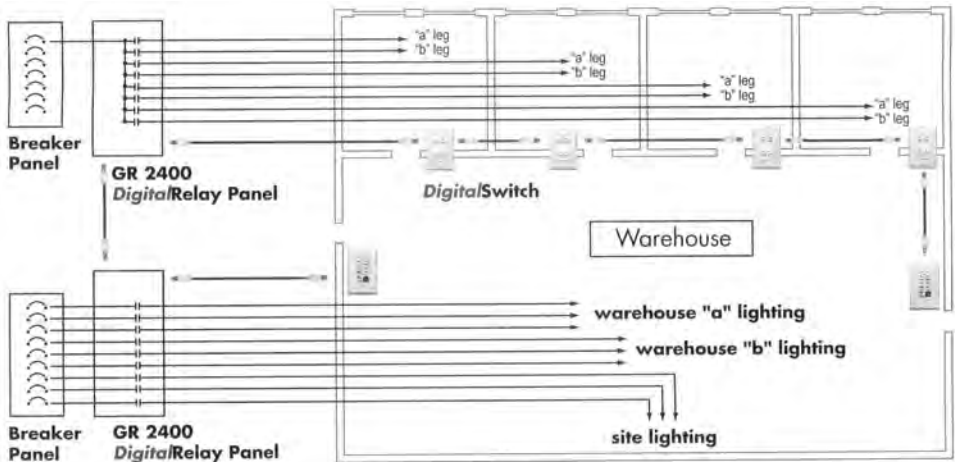 "a" leg
"b" leg
"a" leg
"b" leg
"a" leg
"b" leg
"a" leg
"b" leg
Breaker
Panel
GR 2400
DigitalRelay Panel
DigitalSwitch
Warehouse
warehouse "a" lighting
warehouse "b" lighting
site lighting
Breaker
Panel
GR 2400
DigitalRelay Panel